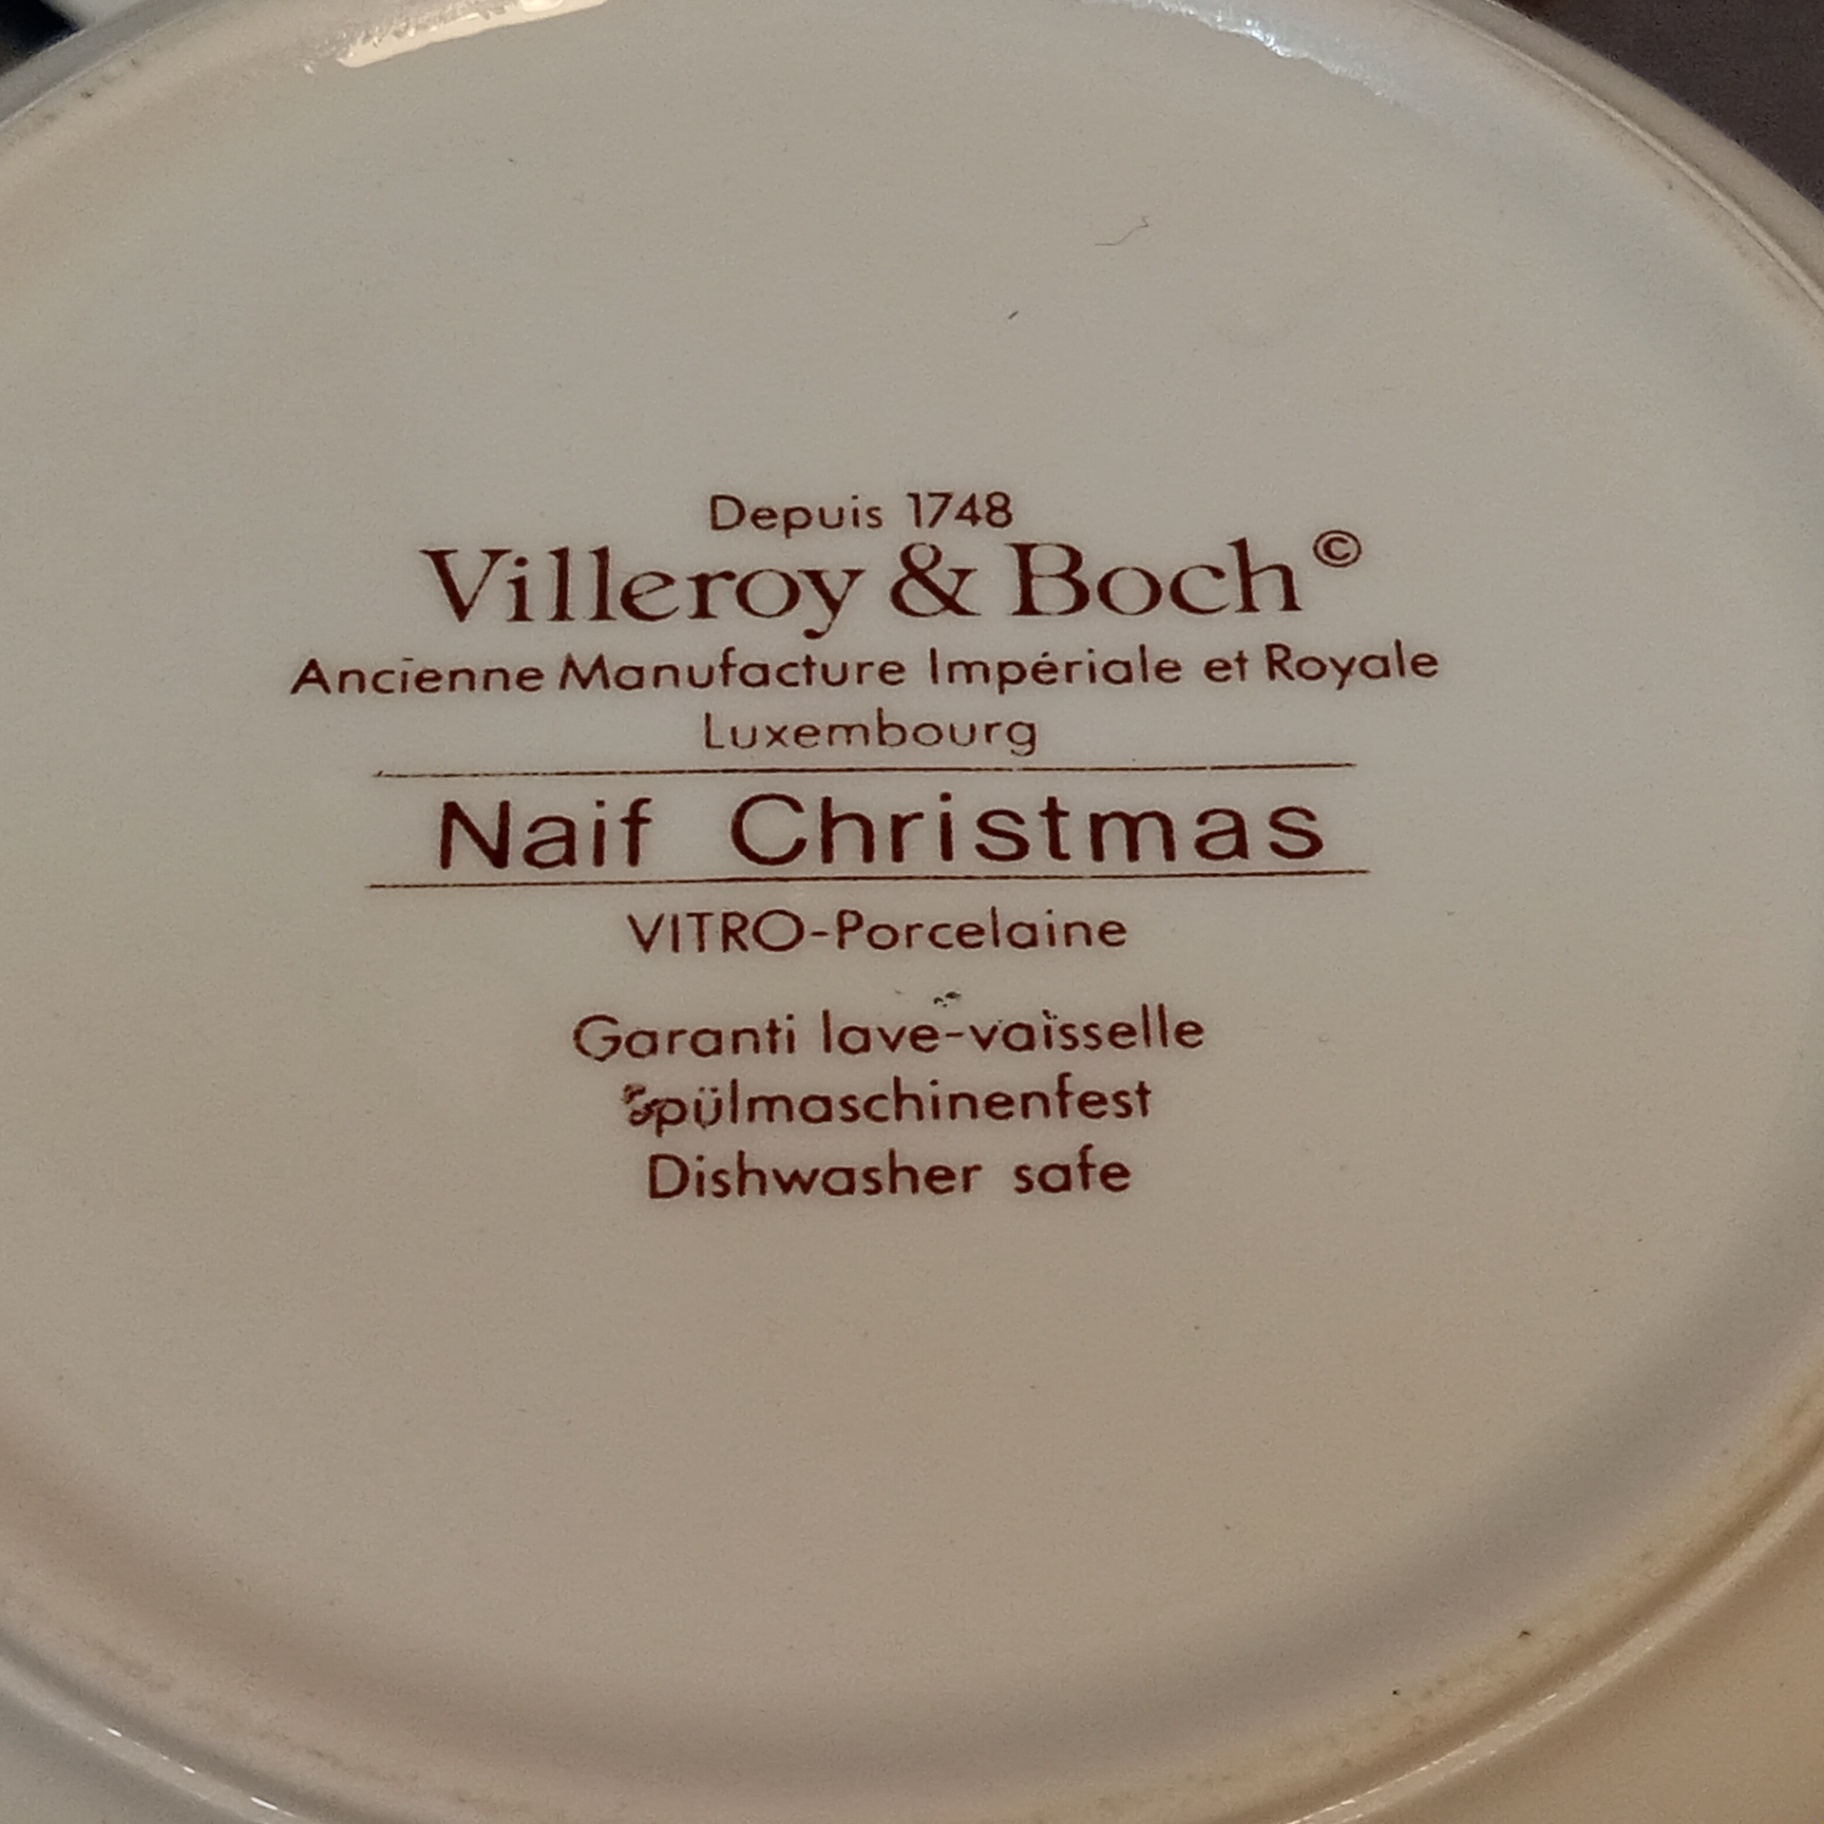 Depuis 1748
Villeroy & Boch©
Ancienne Manufacture Impériale et Royale
Luxembourg
Naif Christmas
VITRO-Porcelaine
Garanti lave-vaisselle
Spülmaschinenfest
Dishwasher safe